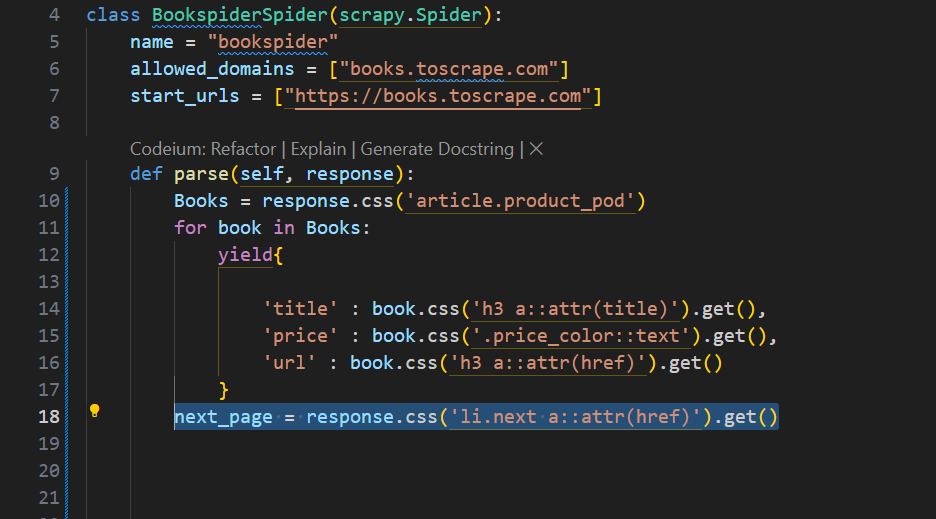 4 class BookspiderSpider(scrapy.Spider):
5 name = "bookspider"
6 allowed_domains = ["books.toscrape.com"]
7 start_urls = ["https://books.toscrape.com"]
8
Codeium: Refactor | Explain | Generate Docstring | ×
9 def parse(self, response):
10 Books = response.css('article.product_pod')
11 for book in Books:
12 yield{
13
14 'title' : book.css('h3 a::attr(title)').get(),
15 'price' : book.css('.price_color::text').get(),
16 'url' : book.css('h3 a::attr(href)').get()
17 }
18 next_page = response.css('li.next a::attr(href)').get()
19
20
21